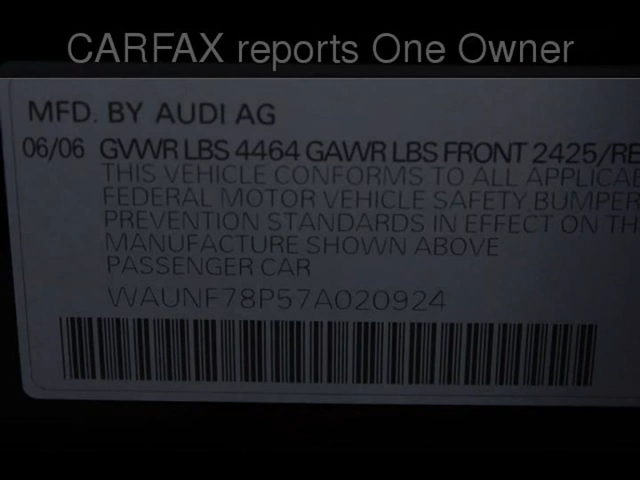 CARFAX reports One Owner
MFD. BY AUDI AG
06/06 GVWR LBS 4464 GAWR LBS FRONT 2425/RE
THIS VEHICLE CONFORMS TO ALL APPLICAB
FEDERAL MOTOR VEHICLE SAFETY, BUMPER
PREVENTION STANDARDS IN EFFECT ON TH
MANUFACTURE SHOWN ABOVE
PASSENGER CAR
WAUNF78P57A020924